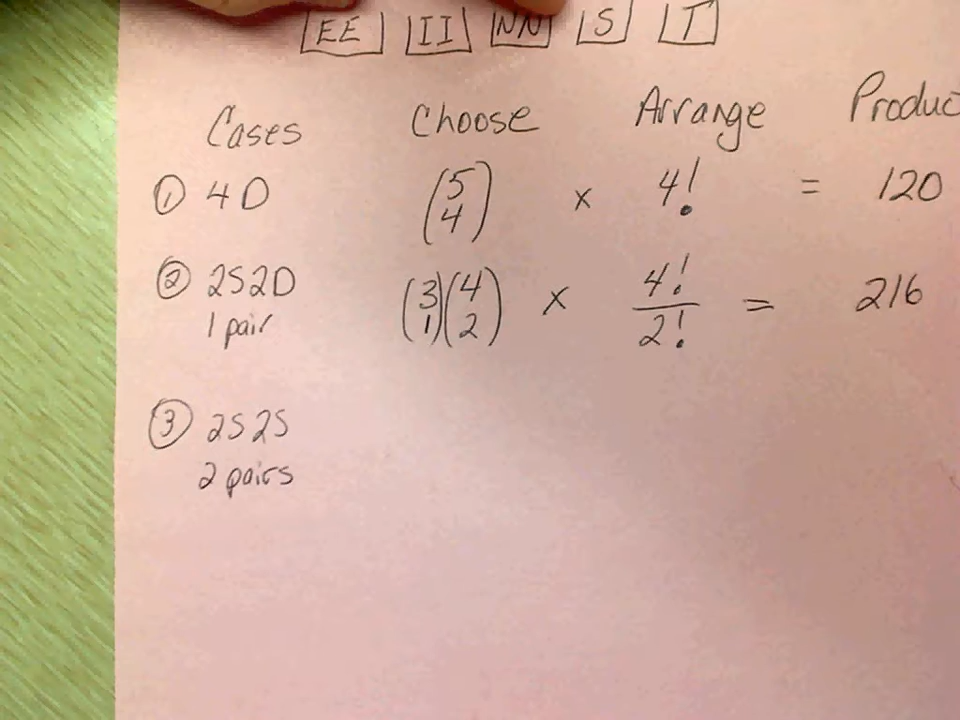 EE II NN S T
Cases Choose Arrange Produc
① 4D (5 4) × 4! = 120
② 2S2D (3 1)(4 2) × 4!/2! = 216
1 pair
③ 2S2S
2 pairs